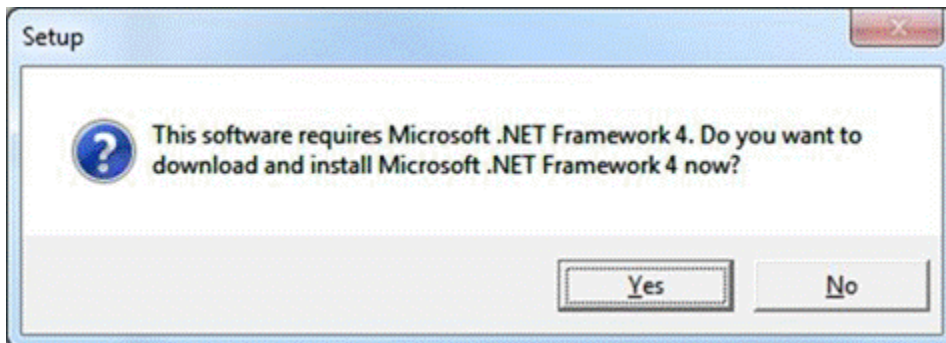 Setup
This software requires Microsoft .NET Framework 4. Do you want to
download and install Microsoft .NET Framework 4 now?
Yes
No